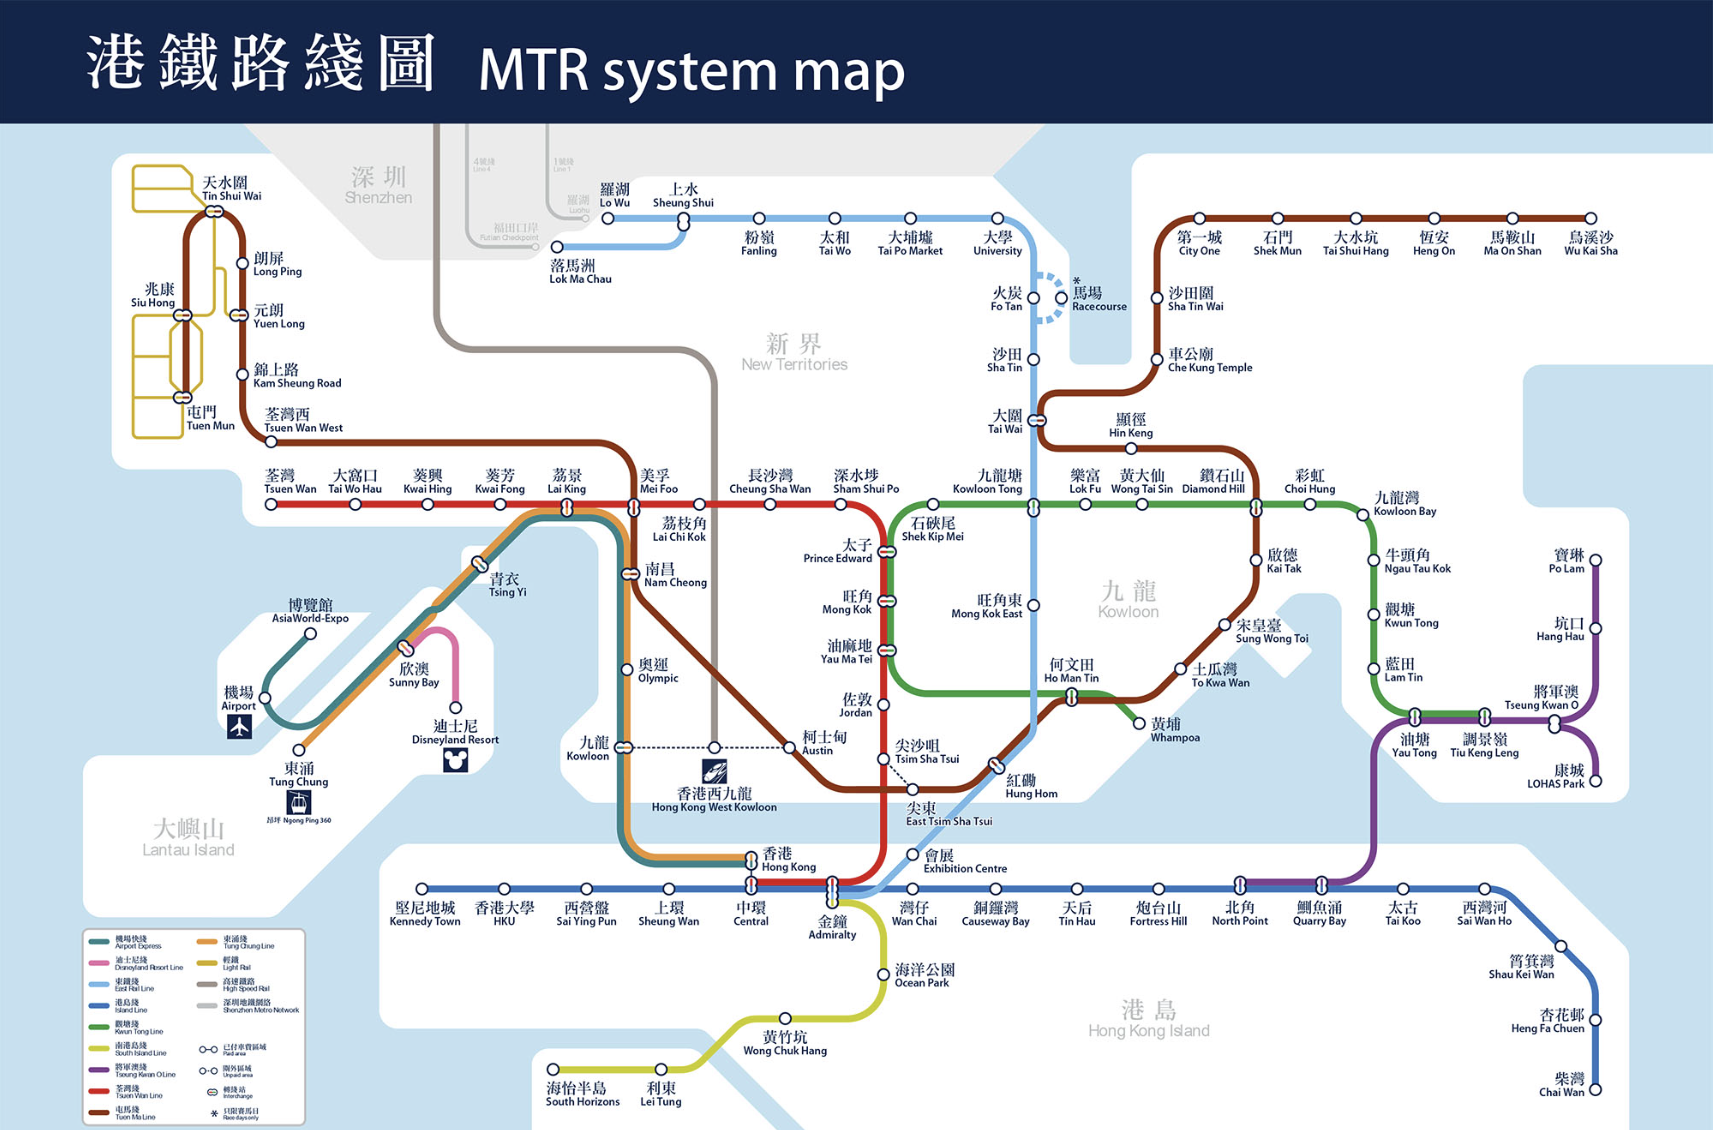 港鐵路綫圖 MTR system map
深圳
Shenzhen
4號綫
Line 4
1號綫
Line 1
羅湖
Luohu
福田口岸
Futian Checkpoint
天水圍
Tin Shui Wai
朗屏
Long Ping
兆康
Siu Hong
元朗
Yuen Long
錦上路
Kam Sheung Road
屯門
Tuen Mun
荃灣西
Tsuen Wan West
羅湖
Lo Wu
上水
Sheung Shui
落馬洲
Lok Ma Chau
粉嶺
Fanling
太和
Tai Wo
大埔墟
Tai Po Market
大學
University
火炭
Fo Tan
*
馬場
Racecourse
沙田
Sha Tin
大圍
Tai Wai
第一城
City One
石門
Shek Mun
大水坑
Tai Shui Hang
恆安
Heng On
馬鞍山
Ma On Shan
烏溪沙
Wu Kai Sha
沙田圍
Sha Tin Wai
車公廟
Che Kung Temple
顯徑
Hin Keng
新界
New Territories
荃灣
Tsuen Wan
大窩口
Tai Wo Hau
葵興
Kwai Hing
葵芳
Kwai Fong
荔景
Lai King
美孚
Mei Foo
荔枝角
Lai Chi Kok
長沙灣
Cheung Sha Wan
深水埗
Sham Shui Po
石硤尾
Shek Kip Mei
九龍塘
Kowloon Tong
樂富
Lok Fu
黃大仙
Wong Tai Sin
鑽石山
Diamond Hill
彩虹
Choi Hung
九龍灣
Kowloon Bay
牛頭角
Ngau Tau Kok
觀塘
Kwun Tong
藍田
Lam Tin
油塘
Yau Tong
調景嶺
Tiu Keng Leng
將軍澳
Tseung Kwan O
寶琳
Po Lam
坑口
Hang Hau
康城
LOHAS Park
太子
Prince Edward
旺角
Mong Kok
油麻地
Yau Ma Tei
佐敦
Jordan
尖沙咀
Tsim Sha Tsui
尖東
East Tsim Sha Tsui
旺角東
Mong Kok East
九龍
Kowloon
啟德
Kai Tak
宋皇臺
Sung Wong Toi
土瓜灣
To Kwa Wan
何文田
Ho Man Tin
黃埔
Whampoa
紅磡
Hung Hom
南昌
Nam Cheong
奧運
Olympic
九龍
Kowloon
柯士甸
Austin
香港西九龍
Hong Kong West Kowloon
青衣
Tsing Yi
博覽館
AsiaWorld-Expo
機場
Airport
欣澳
Sunny Bay
迪士尼
Disneyland Resort
東涌
Tung Chung
昂坪 Ngong Ping 360
大嶼山
Lantau Island
香港
Hong Kong
會展
Exhibition Centre
堅尼地城
Kennedy Town
香港大學
HKU
西營盤
Sai Ying Pun
上環
Sheung Wan
中環
Central
金鐘
Admiralty
灣仔
Wan Chai
銅鑼灣
Causeway Bay
天后
Tin Hau
炮台山
Fortress Hill
北角
North Point
鰂魚涌
Quarry Bay
太古
Tai Koo
西灣河
Sai Wan Ho
筲箕灣
Shau Kei Wan
杏花邨
Heng Fa Chuen
柴灣
Chai Wan
海洋公園
Ocean Park
黃竹坑
Wong Chuk Hang
利東
Lei Tung
海怡半島
South Horizons
港島
Hong Kong Island
機場快綫
Airport Express
迪士尼綫
Disneyland Resort Line
東鐵綫
East Rail Line
港島綫
Island Line
觀塘綫
Kwun Tong Line
南港島綫
South Island Line
將軍澳綫
Tseung Kwan O Line
荃灣綫
Tsuen Wan Line
屯馬綫
Tuen Ma Line
東涌綫
Tung Chung Line
輕鐵
Light Rail
高速鐵路
High Speed Rail
深圳地鐵網絡
Shenzhen Metro Network
已付車費區域
Paid area
閘外區域
Unpaid area
轉綫站
Interchange
* 只限賽馬日
Race days only